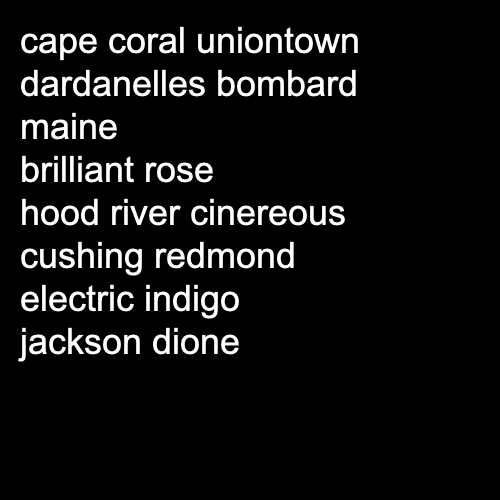 cape coral uniontown
dardanelles bombard
maine
brilliant rose
hood river cinereous
cushing redmond
electric indigo
jackson dione